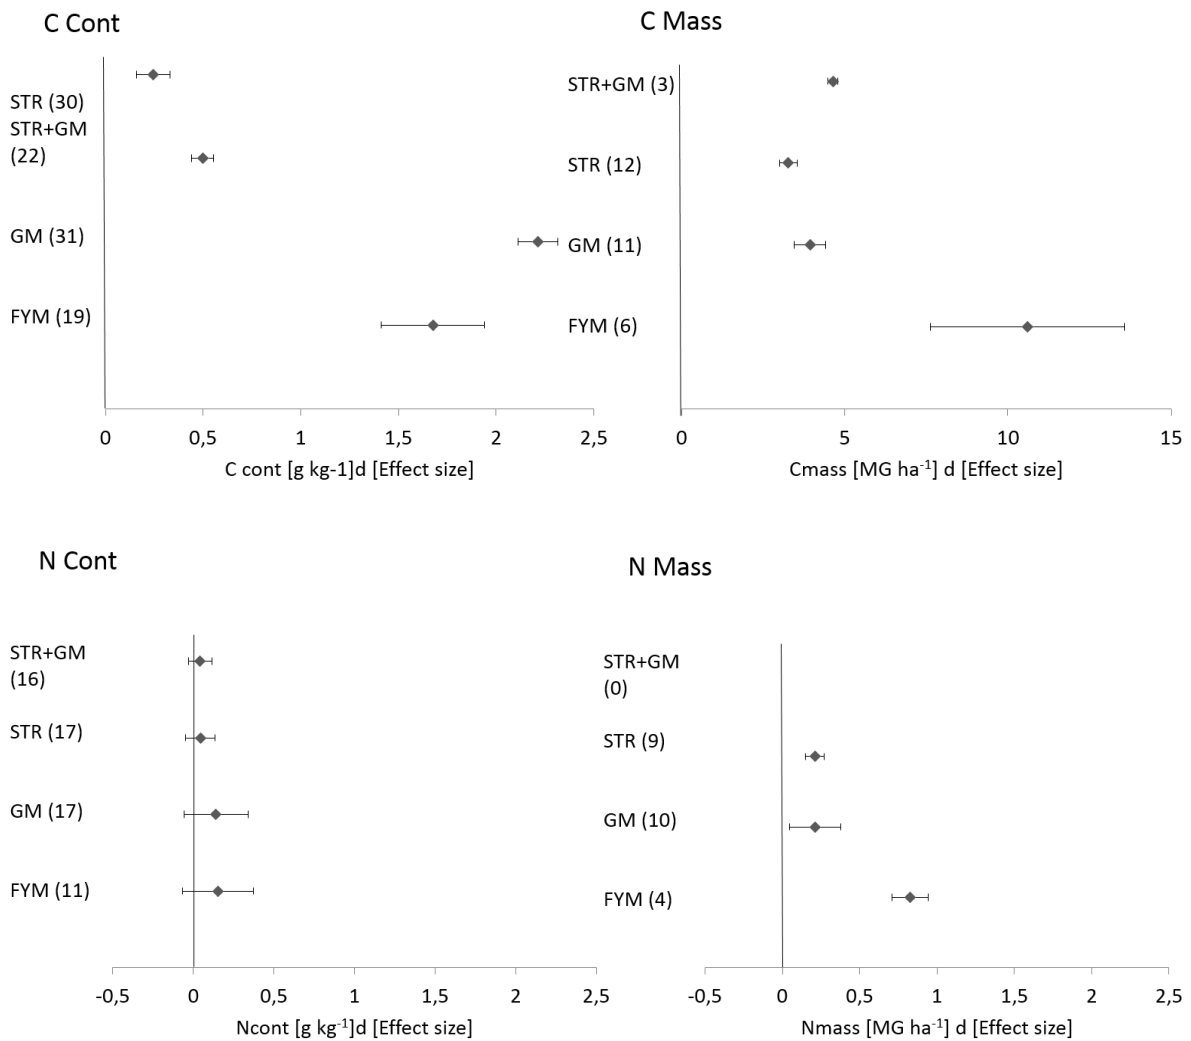 C Cont
STR (30)
STR+GM
(22)
GM (31)
FYM (19)
0 0,5 1 1,5 2 2,5
C cont [g kg-1]d [Effect size]
C Mass
STR+GM (3)
STR (12)
GM (11)
FYM (6)
0 5 10 15
Cmass [MG ha-1] d [Effect size]
N Cont
STR+GM
(16)
STR (17)
GM (17)
FYM (11)
-0,5 0 0,5 1 1,5 2 2,5
Ncont [g kg-1]d [Effect size]
N Mass
STR+GM
(0)
STR (9)
GM (10)
FYM (4)
-0,5 0 0,5 1 1,5 2 2,5
Nmass [MG ha-1] d [Effect size]